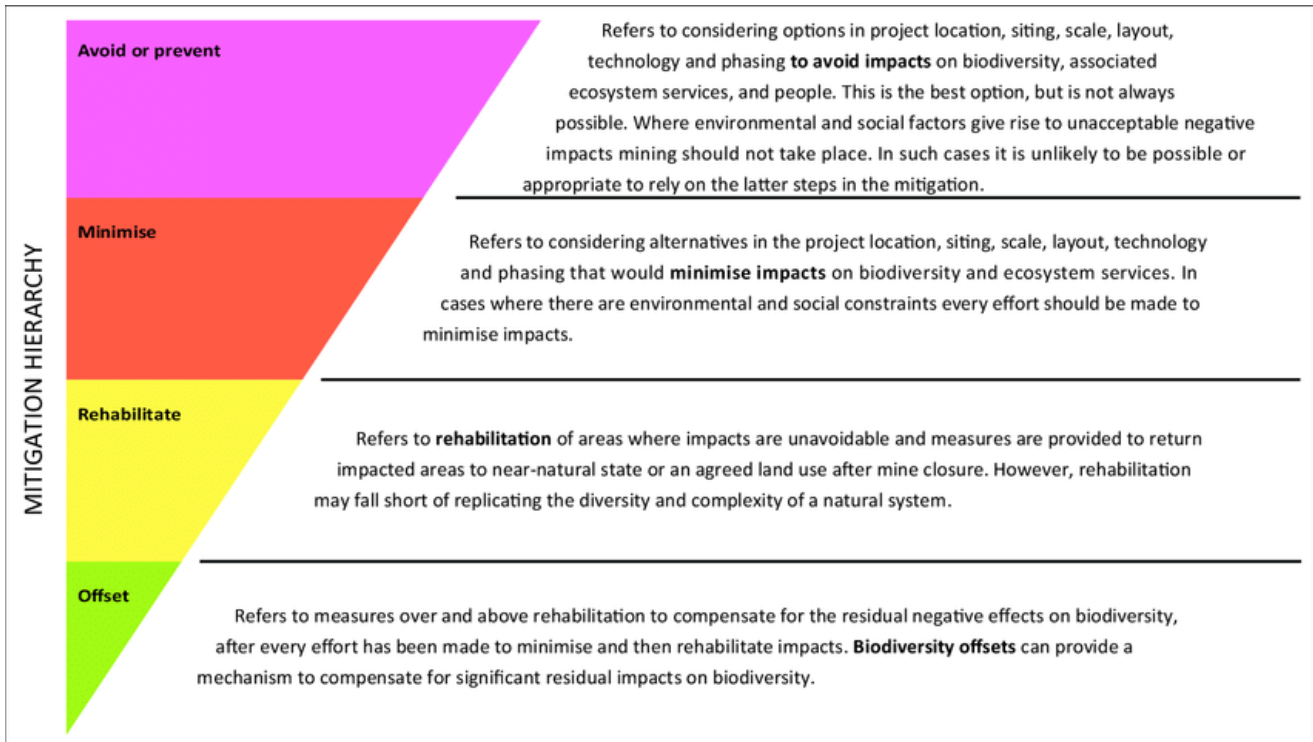 MITIGATION HIERARCHY
Avoid or prevent
Refers to considering options in project location, siting, scale, layout,
technology and phasing to avoid impacts on biodiversity, associated
ecosystem services, and people. This is the best option, but is not always
possible. Where environmental and social factors give rise to unacceptable negative
impacts mining should not take place. In such cases it is unlikely to be possible or
appropriate to rely on the latter steps in the mitigation.
Minimise
Refers to considering alternatives in the project location, siting, scale, layout, technology
and phasing that would minimise impacts on biodiversity and ecosystem services. In
cases where there are environmental and social constraints every effort should be made to
minimise impacts.
Rehabilitate
Refers to rehabilitation of areas where impacts are unavoidable and measures are provided to return
impacted areas to near-natural state or an agreed land use after mine closure. However, rehabilitation
may fall short of replicating the diversity and complexity of a natural system.
Offset
Refers to measures over and above rehabilitation to compensate for the residual negative effects on biodiversity,
after every effort has been made to minimise and then rehabilitate impacts. Biodiversity offsets can provide a
mechanism to compensate for significant residual impacts on biodiversity.